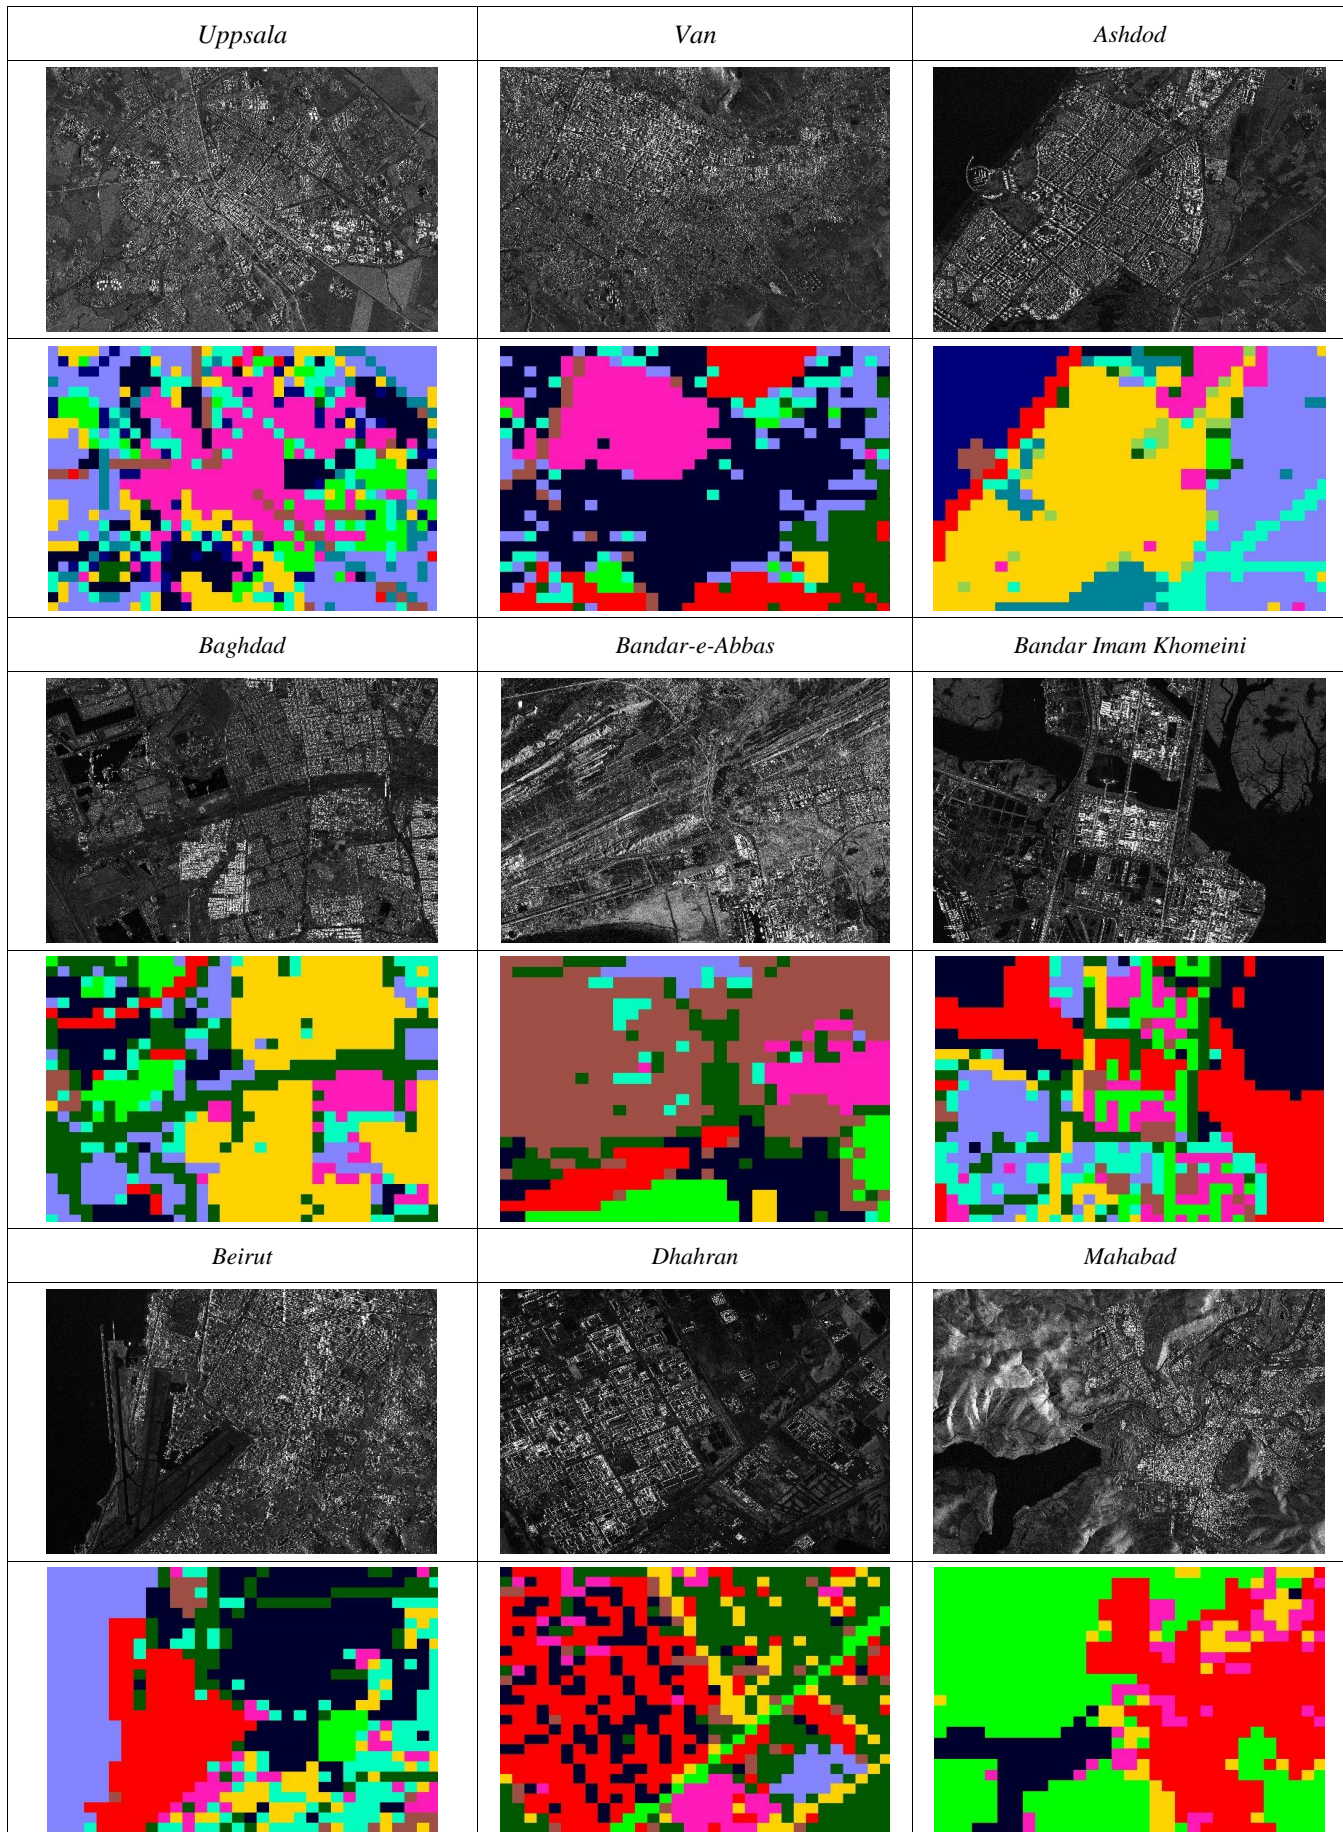 Uppsala
Van
Ashdod
Baghdad
Bandar-e-Abbas
Bandar Imam Khomeini
Beirut
Dhahran
Mahabad